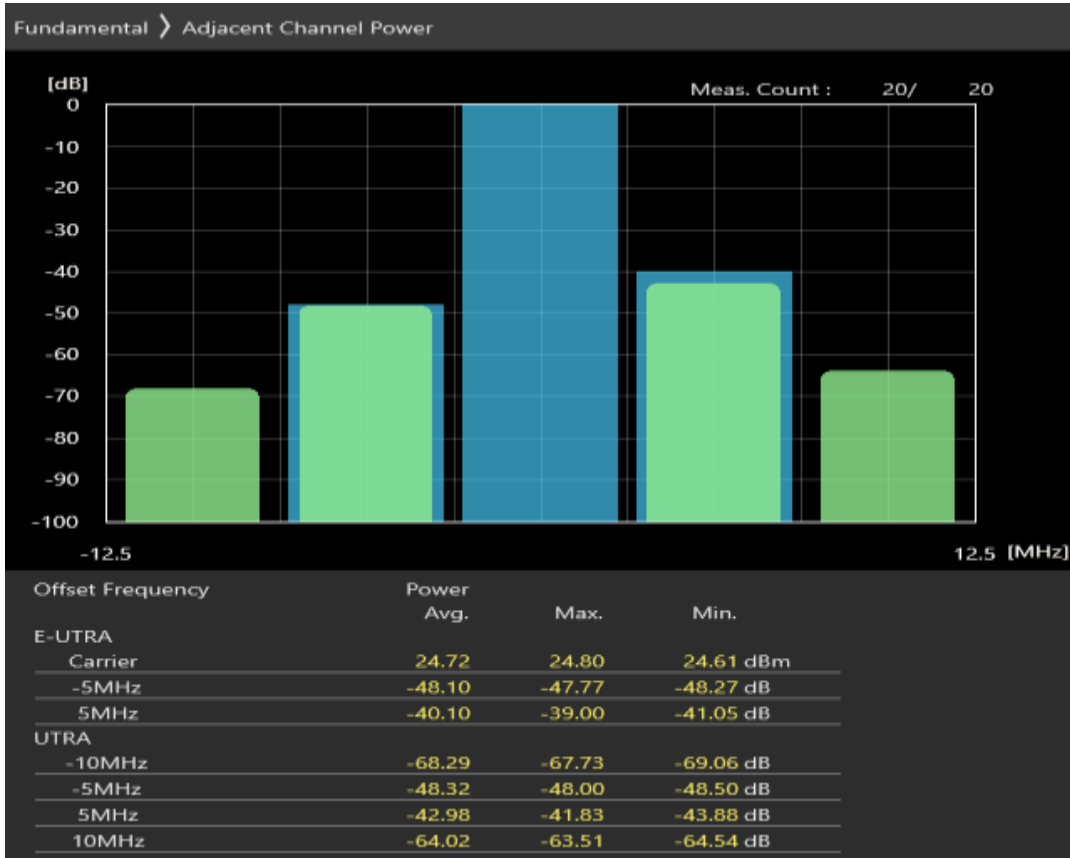 Fundamental 〉 Adjacent Channel Power
[dB]
Meas. Count : 20/ 20
0
-10
-20
-30
-40
-50
-60
-70
-80
-90
-100
-12.5 12.5 [MHz]
Offset Frequency Power
Avg. Max. Min.
E-UTRA
Carrier 24.72 24.80 24.61 dBm
-5MHz -48.10 -47.77 -48.27 dB
5MHz -40.10 -39.00 -41.05 dB
UTRA
-10MHz -68.29 -67.73 -69.06 dB
-5MHz -48.32 -48.00 -48.50 dB
5MHz -42.98 -41.83 -43.88 dB
10MHz -64.02 -63.51 -64.54 dB